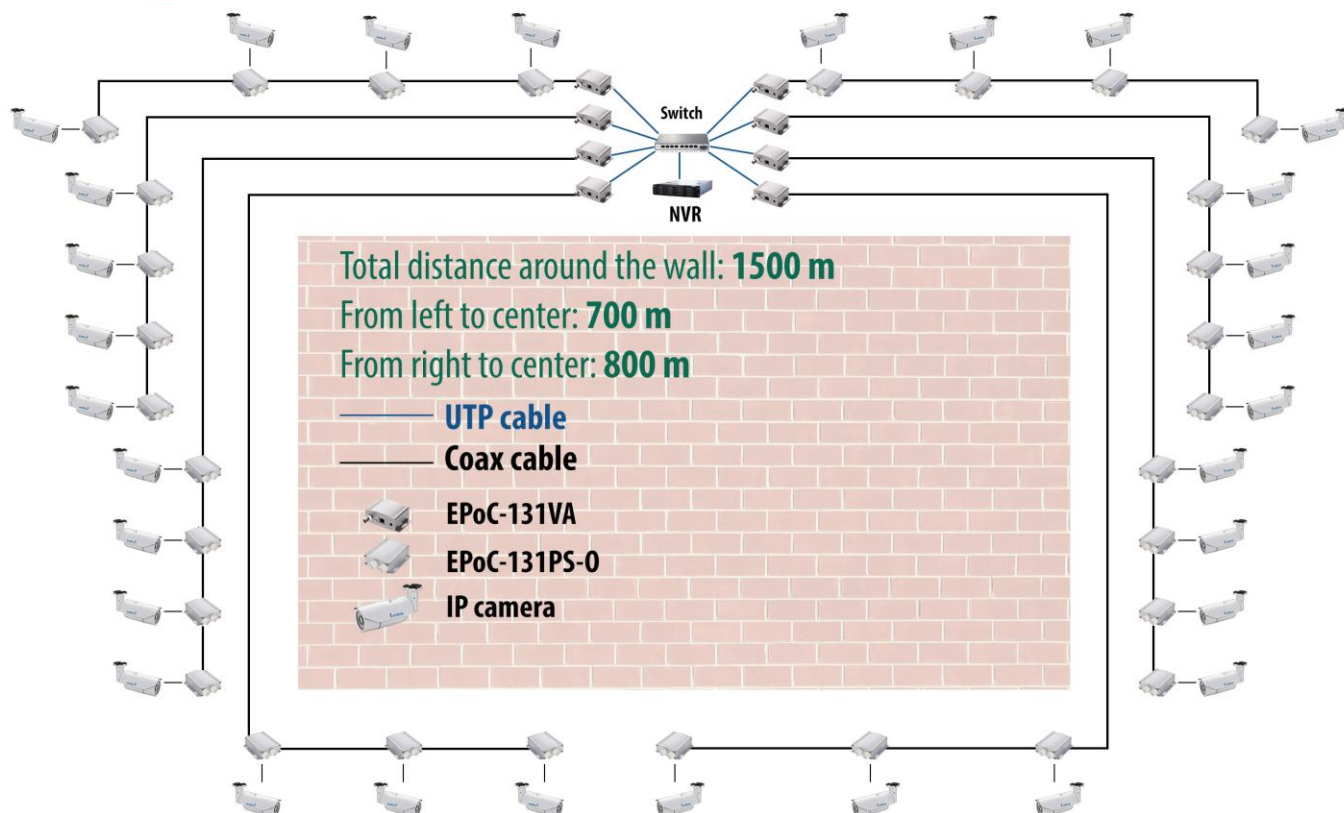 Switch
NVR
Total distance around the wall: 1500 m
From left to center: 700 m
From right to center: 800 m
UTP cable
Coax cable
EPoC-131VA
EPoC-131PS-O
IP camera